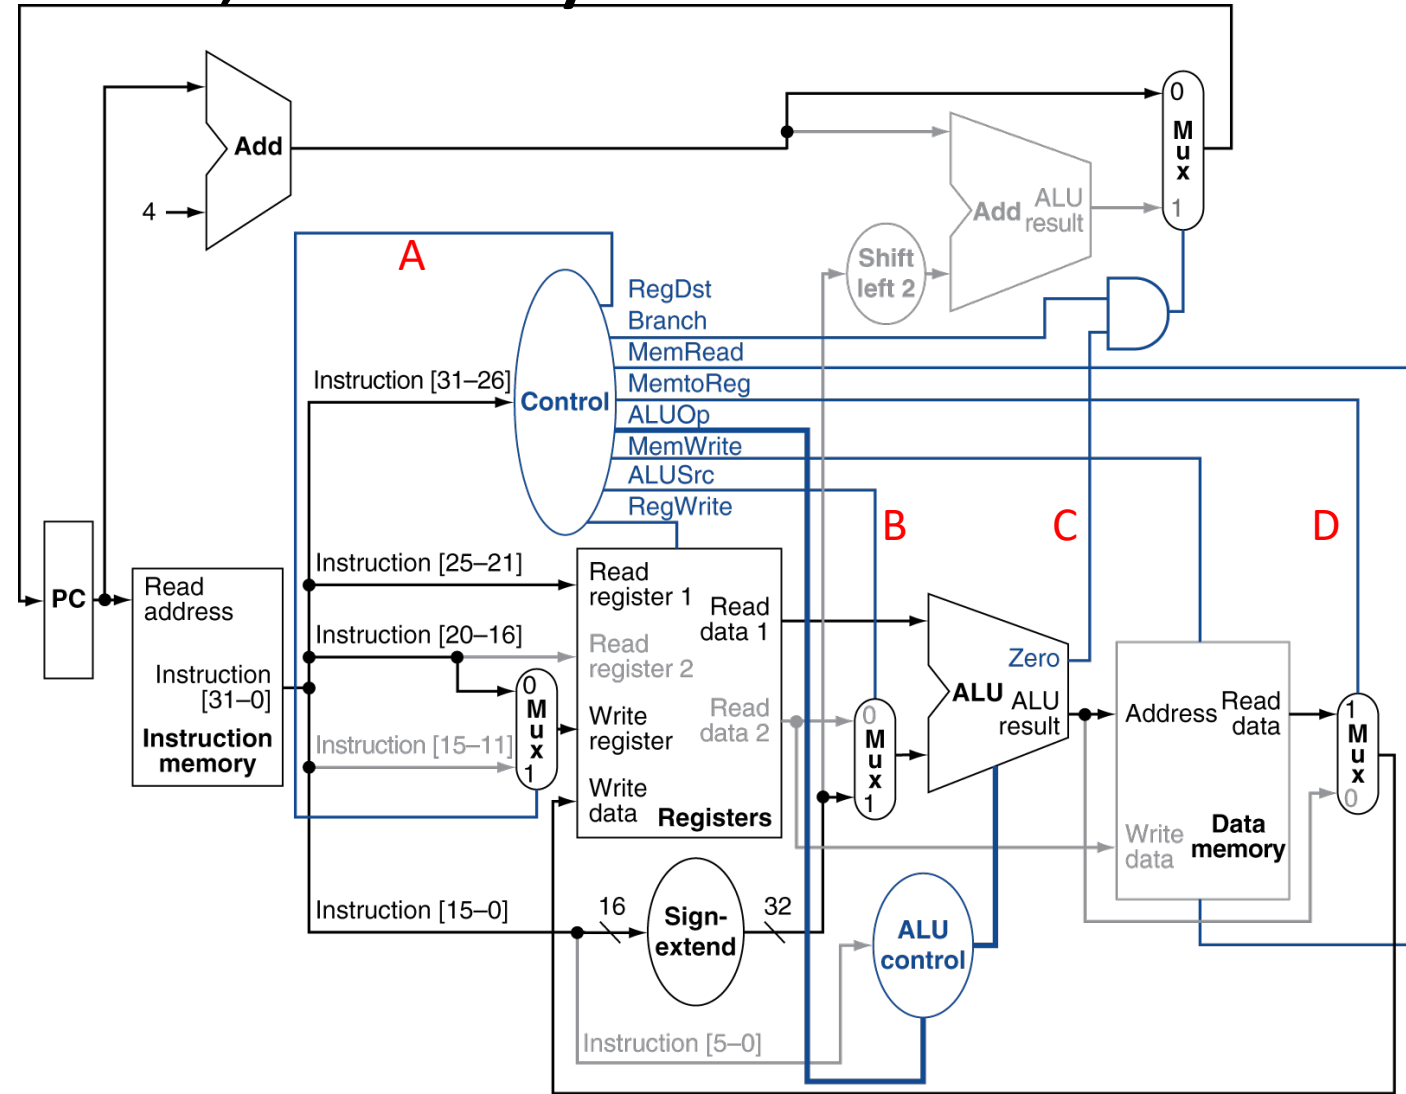 0
M
u
x
1
Add
4
Add
ALU
result
Shift
left 2
A
RegDst
Branch
MemRead
MemtoReg
ALUOp
MemWrite
ALUSrc
RegWrite
Instruction [31–26]
Control
B
C
D
PC
Read
address
Instruction
[31–0]
Instruction
memory
Instruction [25–21]
Instruction [20–16]
Instruction [15–11]
0
M
u
x
1
Read
register 1
Read
register 2
Write
register
Write
data
Read
data 1
Read
data 2
Registers
0
M
u
x
1
Zero
ALU
ALU
result
Address
Read
data
Write
data
Data
memory
1
M
u
x
0
Instruction [15–0]
16
Sign-
extend
32
ALU
control
Instruction [5–0]